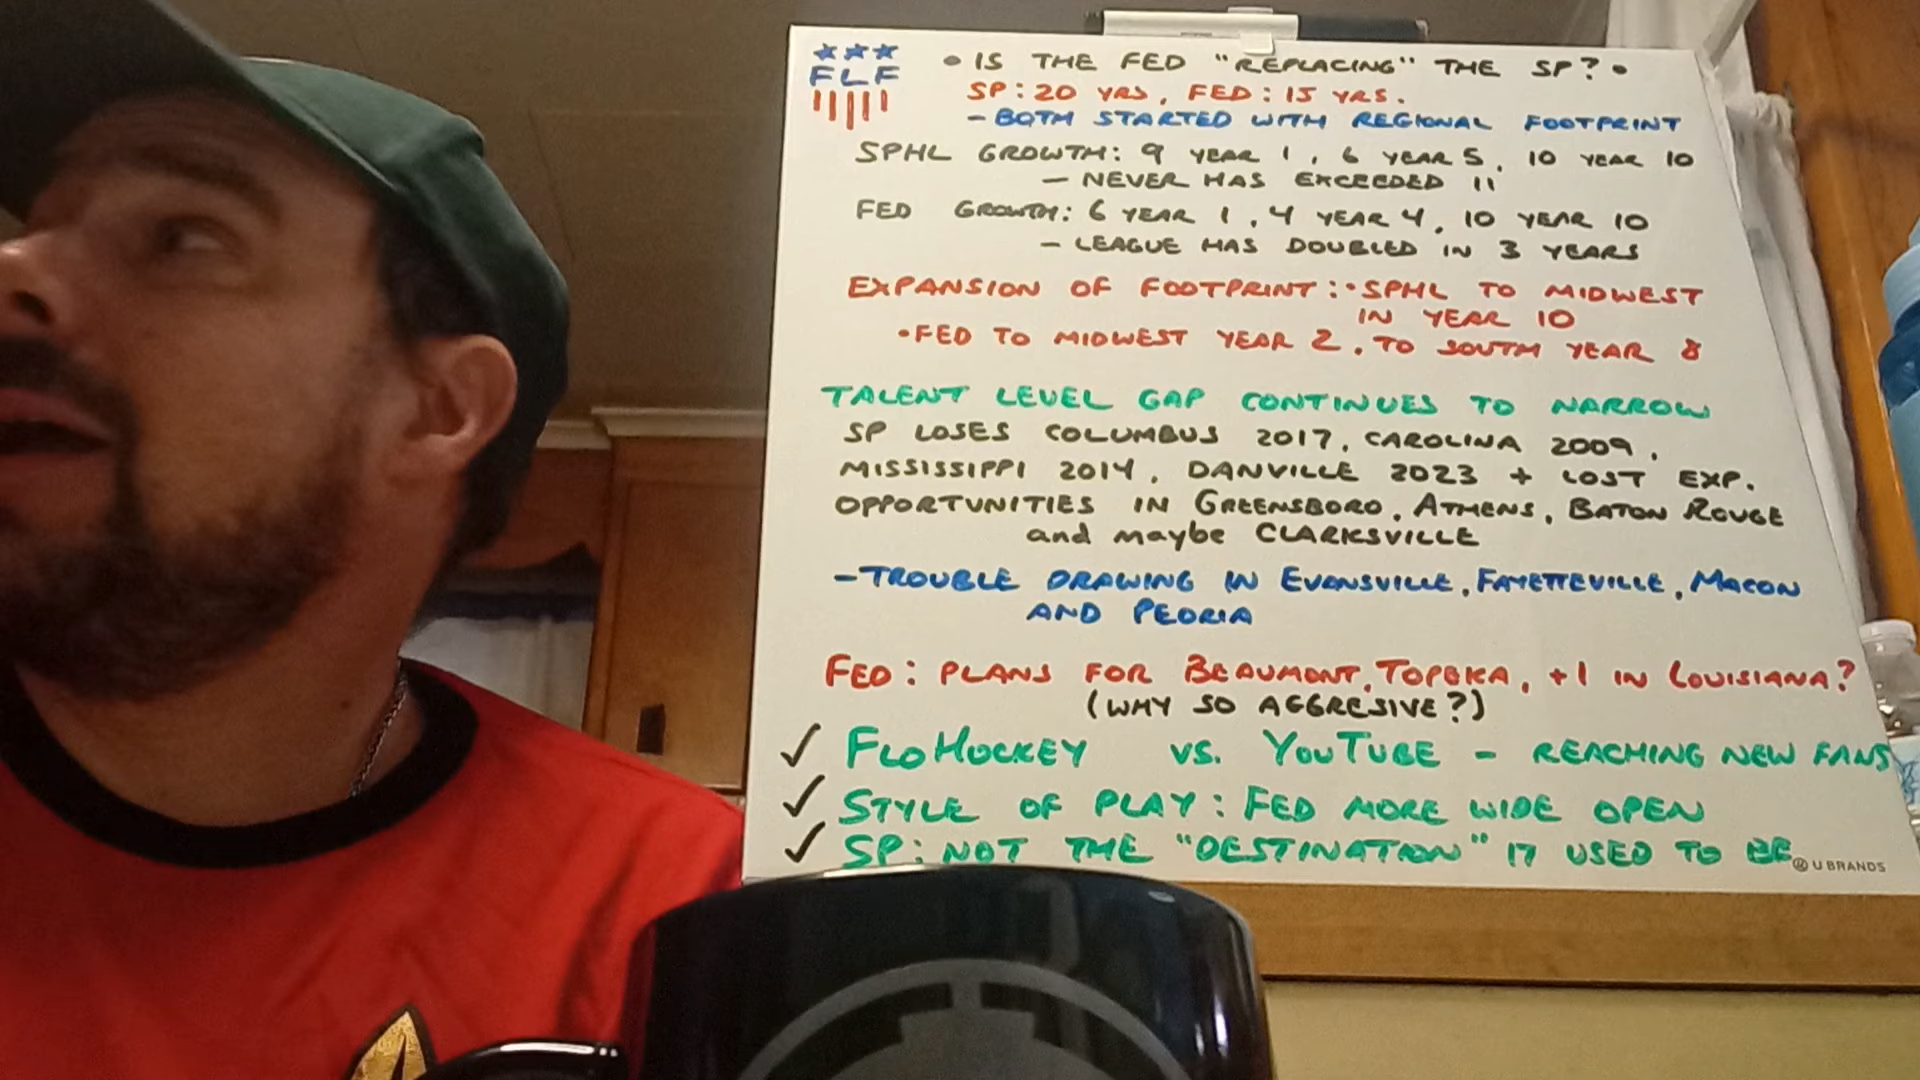 FLF
• IS THE FED "REPLACING" THE SP? •
SP: 20 YRS, FED: 15 YRS.
- BOTH STARTED WITH REGIONAL FOOTPRINT
SPHL GROWTH: 9 YEAR 1, 6 YEAR 5, 10 YEAR 10
- NEVER HAS EXCEEDED 11
FED GROWTH: 6 YEAR 1, 4 YEAR 4, 10 YEAR 10
- LEAGUE HAS DOUBLED IN 3 YEARS
EXPANSION OF FOOTPRINT: • SPHL TO MIDWEST
IN YEAR 10
• FED TO MIDWEST YEAR 2, TO SOUTH YEAR 8
TALENT LEVEL GAP CONTINUES TO NARROW
SP LOSES COLUMBUS 2017, CAROLINA 2009,
MISSISSIPPI 2014, DANVILLE 2023 + LOST EXP.
OPPORTUNITIES IN GREENSBORO, ATHENS, BATON ROUGE
and maybe CLARKSVILLE
- TROUBLE DRAWING IN EVANSVILLE, FAYETTEVILLE, MACON
AND PEORIA
FED: PLANS FOR BEAUMONT, TOPEKA, +1 IN LOUISIANA?
(WHY SO AGGRESIVE?)
✓ FLOHOCKEY VS. YOUTUBE - REACHING NEW FANS
✓ STYLE OF PLAY: FED MORE WIDE OPEN
✓ SP: NOT THE "DESTINATION" IT USED TO BE
U BRANDS